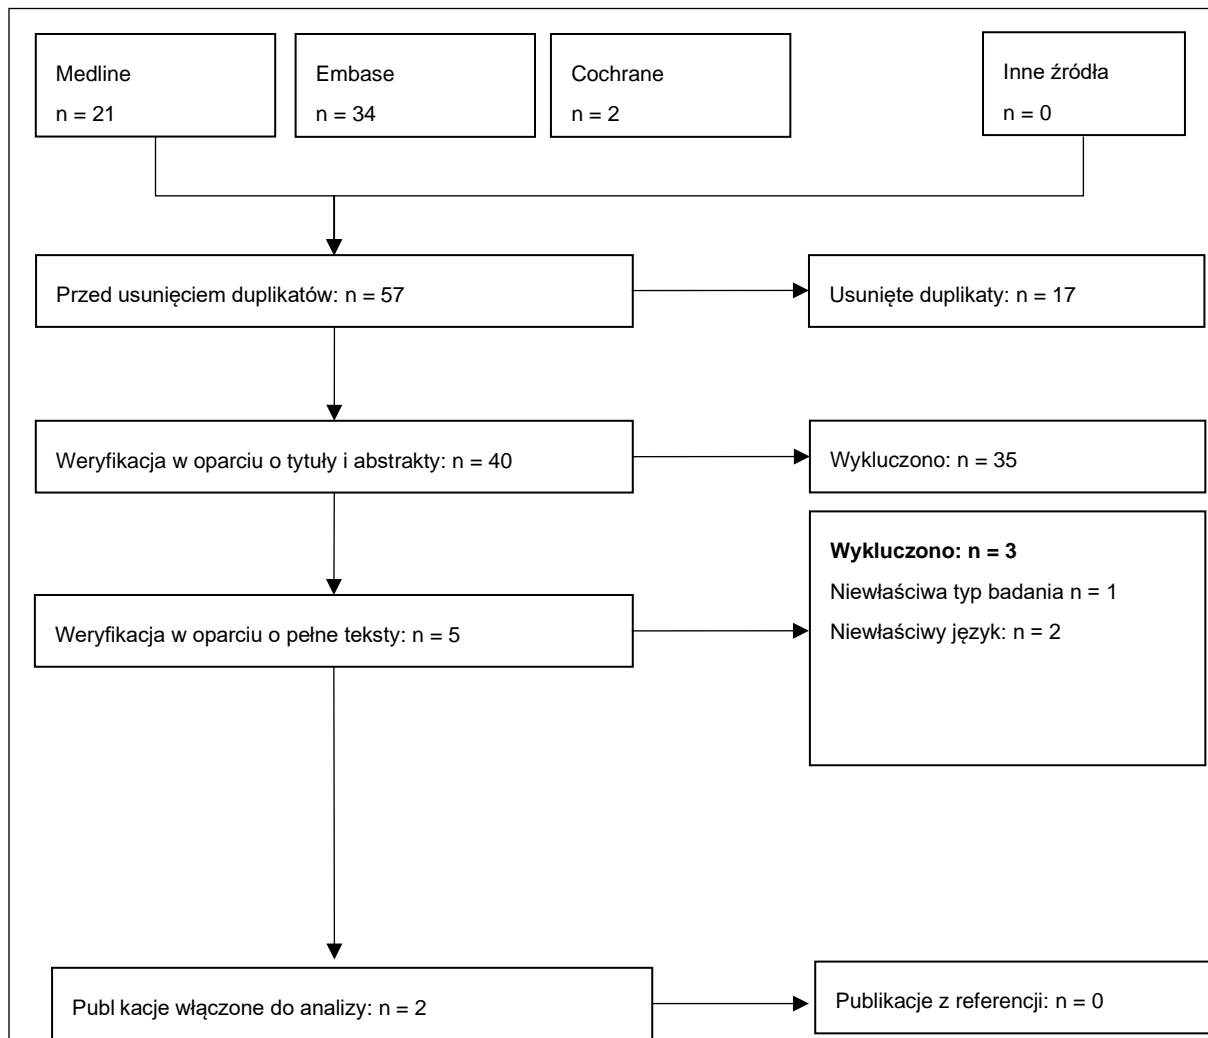 Medline
n = 21
Embase
n = 34
Cochrane
n = 2
Inne źródła
n = 0
Przed usunięciem duplikatów: n = 57
Usunięte duplikaty: n = 17
Weryfikacja w oparciu o tytuły i abstrakty: n = 40
Wykluczono: n = 35
Wykluczono: n = 3
Niewłaściwa typ badania n = 1
Niewłaściwy język: n = 2
Weryfikacja w oparciu o pełne teksty: n = 5
Publ kacje włączone do analizy: n = 2
Publikacje z referencji: n = 0